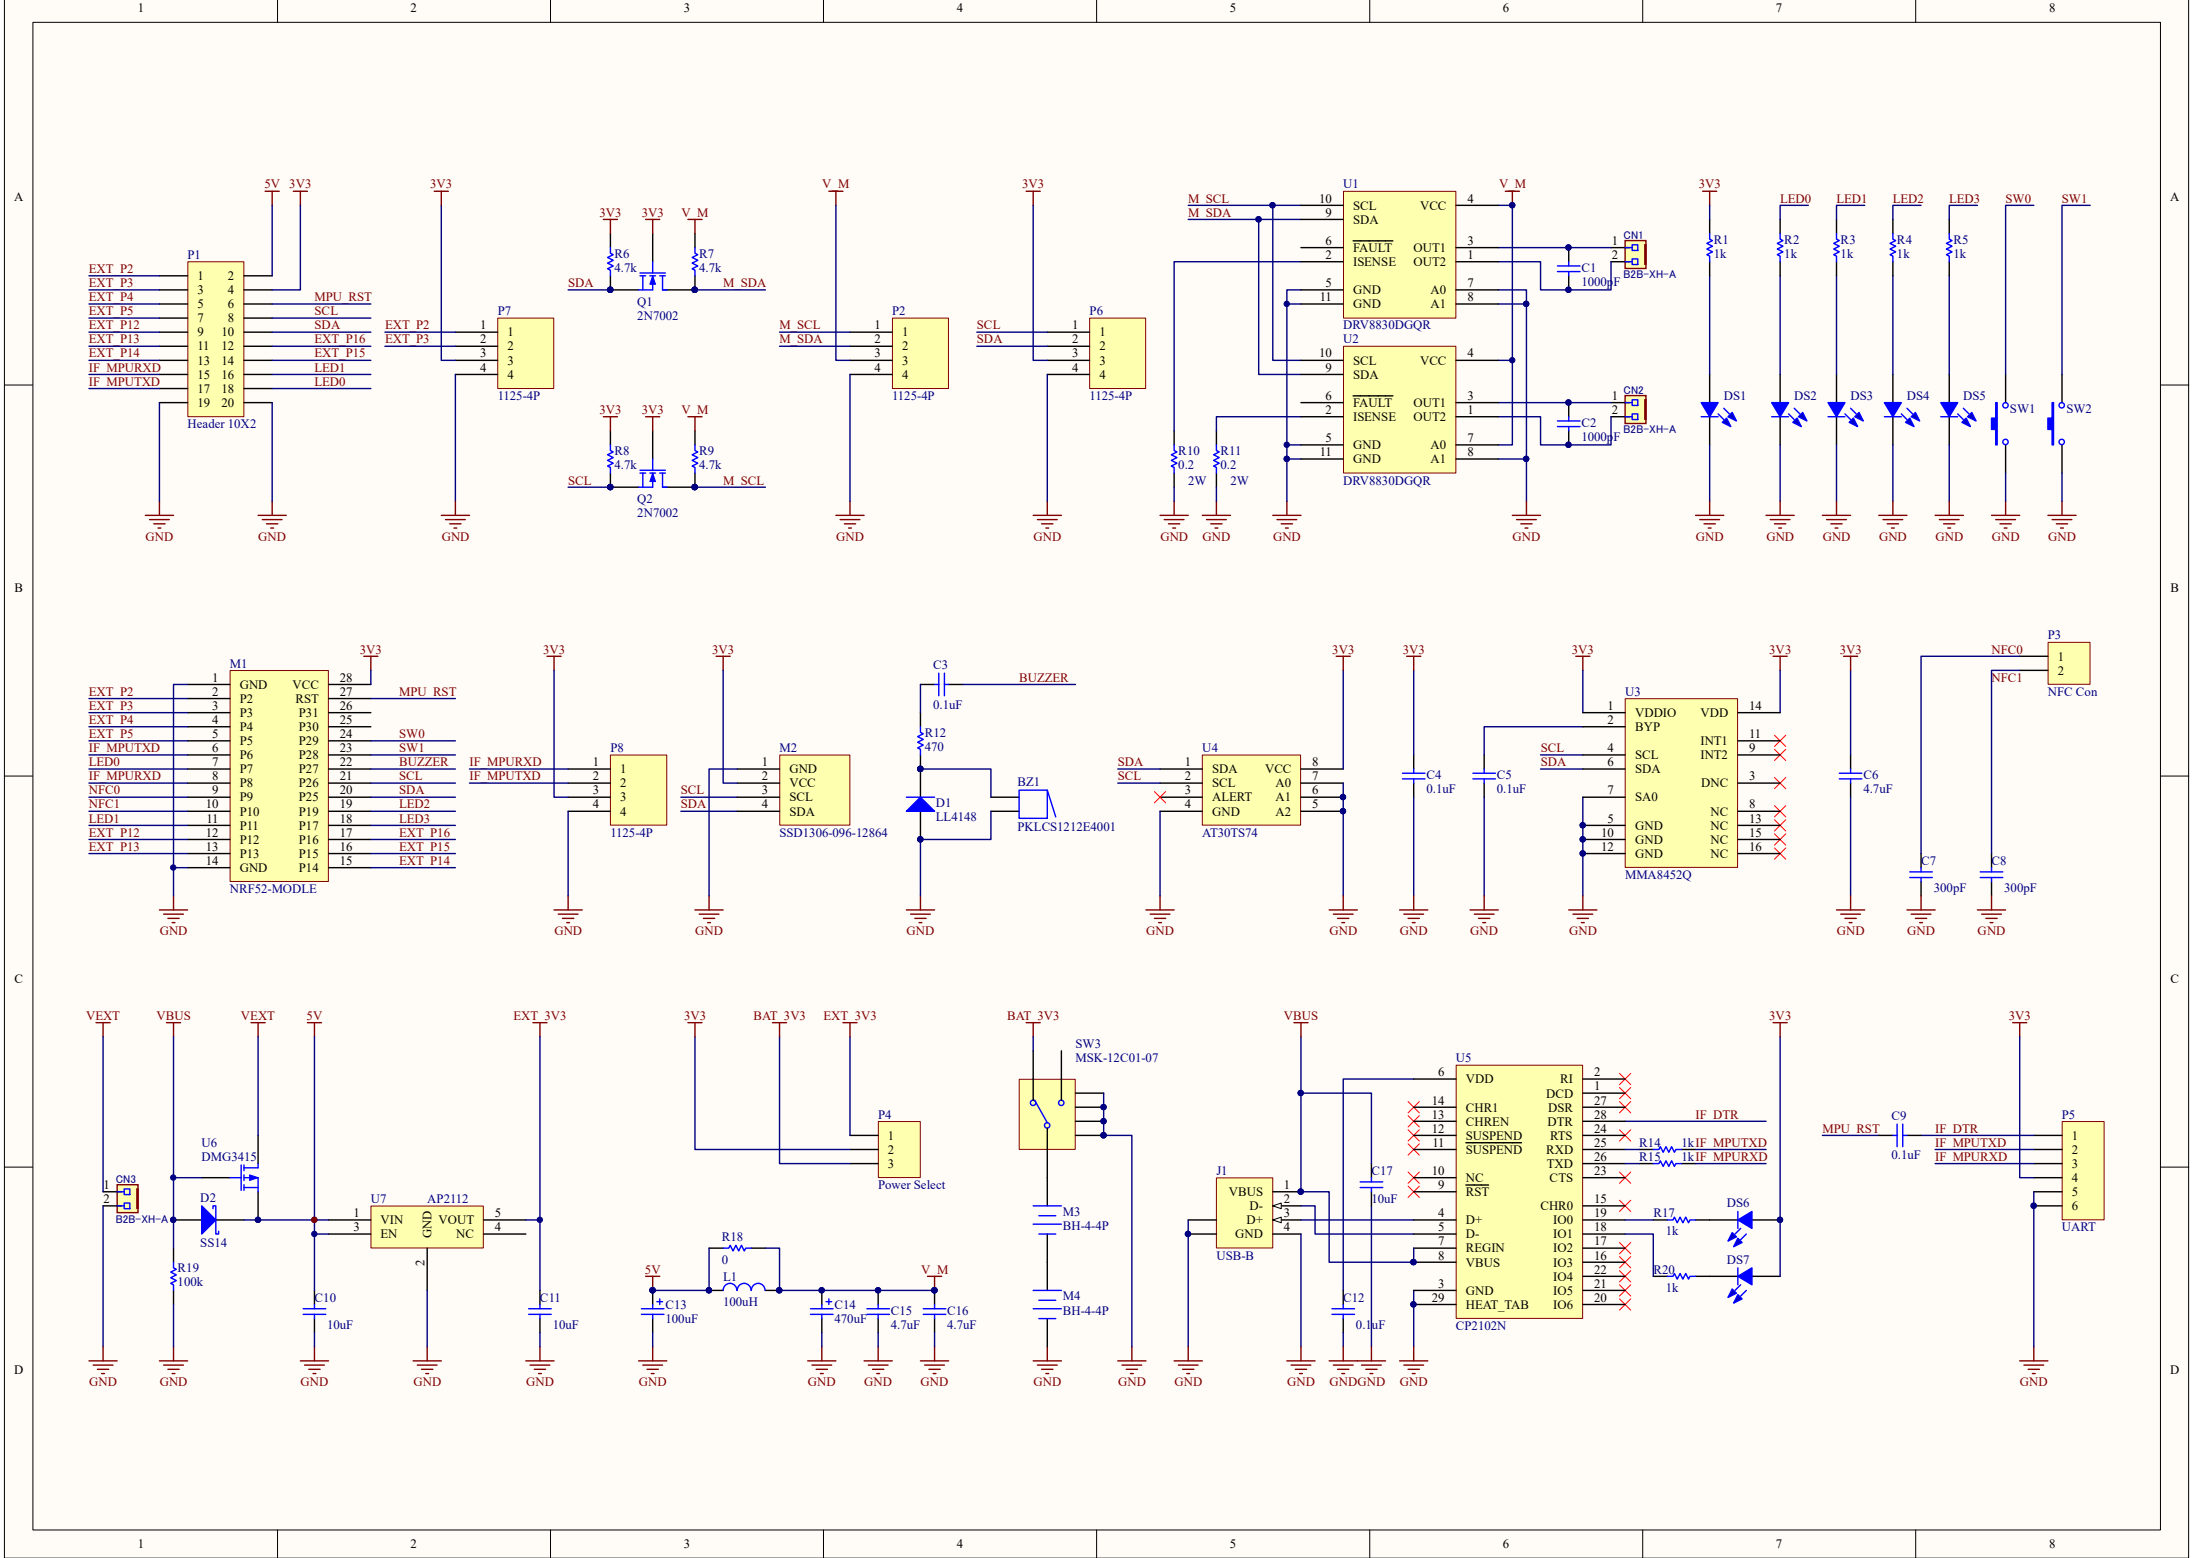 1 2 3 4 5 6 7 8
A A
B B
C C
D D
5V 3V3
P1
EXT_P2 1 2
EXT_P3 3 4
EXT_P4 5 6 MPU_RST
EXT_P5 7 8 SCL
EXT_P12 9 10 SDA
EXT_P13 11 12 EXT_P16
EXT_P14 13 14 EXT_P15
IF_MPURXD 15 16 LED1
IF_MPUTXD 17 18 LED0
19 20
Header 10X2
GND GND
3V3
P7
EXT_P2 1 1
EXT_P3 2 2
3 3
4 4
1125-4P
GND
3V3 3V3 V_M
R6 4.7k
R7 4.7k
SDA M_SDA
Q1
2N7002
3V3 3V3 V_M
R8 4.7k
R9 4.7k
SCL M_SCL
Q2
2N7002
V_M
P2
M_SCL 1 1
M_SDA 2 2
3 3
4 4
1125-4P
GND
3V3
P6
SCL 1 1
SDA 2 2
3 3
4 4
1125-4P
GND
M_SCL
M_SDA
U1 V_M
10 SCL VCC 4
9 SDA
6 FAULT OUT1 3
2 ISENSE OUT2 1
5 GND A0 7
11 GND A1 8
DRV8830DGQR
CN1
1
2
B2B-XH-A
C1
1000pF
U2
10 SCL VCC 4
9 SDA
6 FAULT OUT1 3
2 ISENSE OUT2 1
5 GND A0 7
11 GND A1 8
DRV8830DGQR
CN2
1
2
B2B-XH-A
C2
1000pF
R10 0.2 2W
R11 0.2 2W
GND GND GND GND
3V3 LED0 LED1 LED2 LED3 SW0 SW1
R1 1k
R2 1k
R3 1k
R4 1k
R5 1k
DS1 DS2 DS3 DS4 DS5 SW1 SW2
GND GND GND GND GND GND GND
M1 3V3
1 GND VCC 28
EXT_P2 2 P2 RST 27 MPU_RST
EXT_P3 3 P3 P31 26
EXT_P4 4 P4 P30 25
EXT_P5 5 P5 P29 24 SW0
IF_MPUTXD 6 P6 P28 23 SW1
LED0 7 P7 P27 22 BUZZER
IF_MPURXD 8 P8 P26 21 SCL
NFC0 9 P9 P25 20 SDA
NFC1 10 P10 P19 19 LED2
LED1 11 P11 P17 18 LED3
EXT_P12 12 P12 P16 17 EXT_P16
EXT_P13 13 P13 P15 16 EXT_P15
14 GND P14 15 EXT_P14
NRF52-MODLE
GND
3V3
P8
IF_MPURXD 1 1
IF_MPUTXD 2 2
3 3
4 4
1125-4P
GND
3V3
M2
1 GND
2 VCC
SCL 3 SCL
SDA 4 SDA
SSD1306-096-12864
GND
C3 BUZZER
0.1uF
R12
470
D1
LL4148
BZ1
PKLCS1212E4001
GND
3V3
U4
SDA 1 SDA VCC 8
SCL 2 SCL A0 7
3 ALERT A1 6
4 GND A2 5
AT30TS74
GND GND
3V3
C4
0.1uF
GND
C5
0.1uF
GND
3V3 3V3
U3
1 VDDIO VDD 14
2 BYP
INT1 11
SCL 4 SCL INT2 9
SDA 6 SDA
DNC 3
7 SA0
NC 8
5 GND NC 13
10 GND NC 15
12 GND NC 16
MMA8452Q
GND
3V3
C6
4.7uF
GND
P3
NFC0 1
NFC1 2
NFC Con
C7
300pF
C8
300pF
GND GND
VEXT VBUS VEXT 5V EXT_3V3
U6
DMG3415
CN3
1
2
B2B-XH-A
D2
SS14
R19
100k
U7 AP2112
1 VIN VOUT 5
3 EN NC 4
GND 2
C10
10uF
C11
10uF
GND GND GND GND GND
3V3 BAT_3V3 EXT_3V3
P4
1
2
3
Power Select
5V V_M
R18
0
L1
100uH
+ C13
100uF
+ C14
470uF
C15
4.7uF
C16
4.7uF
GND GND GND GND
BAT_3V3
SW3
MSK-12C01-07
M3
BH-4-4P
M4
BH-4-4P
GND GND
VBUS
J1
VBUS 1
D- 2
D+ 3
GND 4
USB-B
C17
10uF
C12
0.1uF
GND GND GND GND GND
U5
6 VDD RI 2
DCD 1
14 CHR1 DSR 27
13 CHREN DTR 28 IF_DTR
12 SUSPEND RTS 24
11 SUSPEND RXD 25 R14 1k IF_MPUTXD
TXD 26 R15 1k IF_MPURXD
10 NC CTS 23
9 RST
CHR0 15
4 D+ IO0 19
5 D- IO1 18
7 REGIN IO2 17
8 VBUS IO3 16
IO4 22
3 GND IO5 21
29 HEAT_TAB IO6 20
CP2102N
3V3
R17
1k
DS6
R20
1k
DS7
3V3
MPU_RST C9
0.1uF
P5
IF_DTR 1
IF_MPUTXD 2
IF_MPURXD 3
4
5
6
UART
GND
1 2 3 4 5 6 7 8